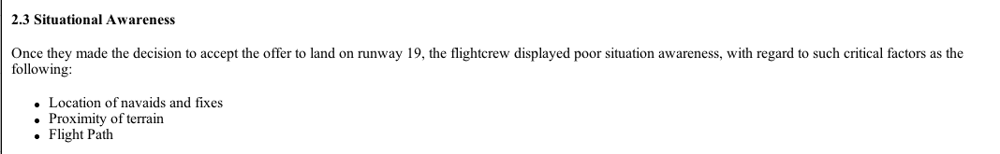 2.3 Situational Awareness
Once they made the decision to accept the offer to land on runway 19, the flightcrew displayed poor situation awareness, with regard to such critical factors as the
following:
• Location of navaids and fixes
• Proximity of terrain
• Flight Path